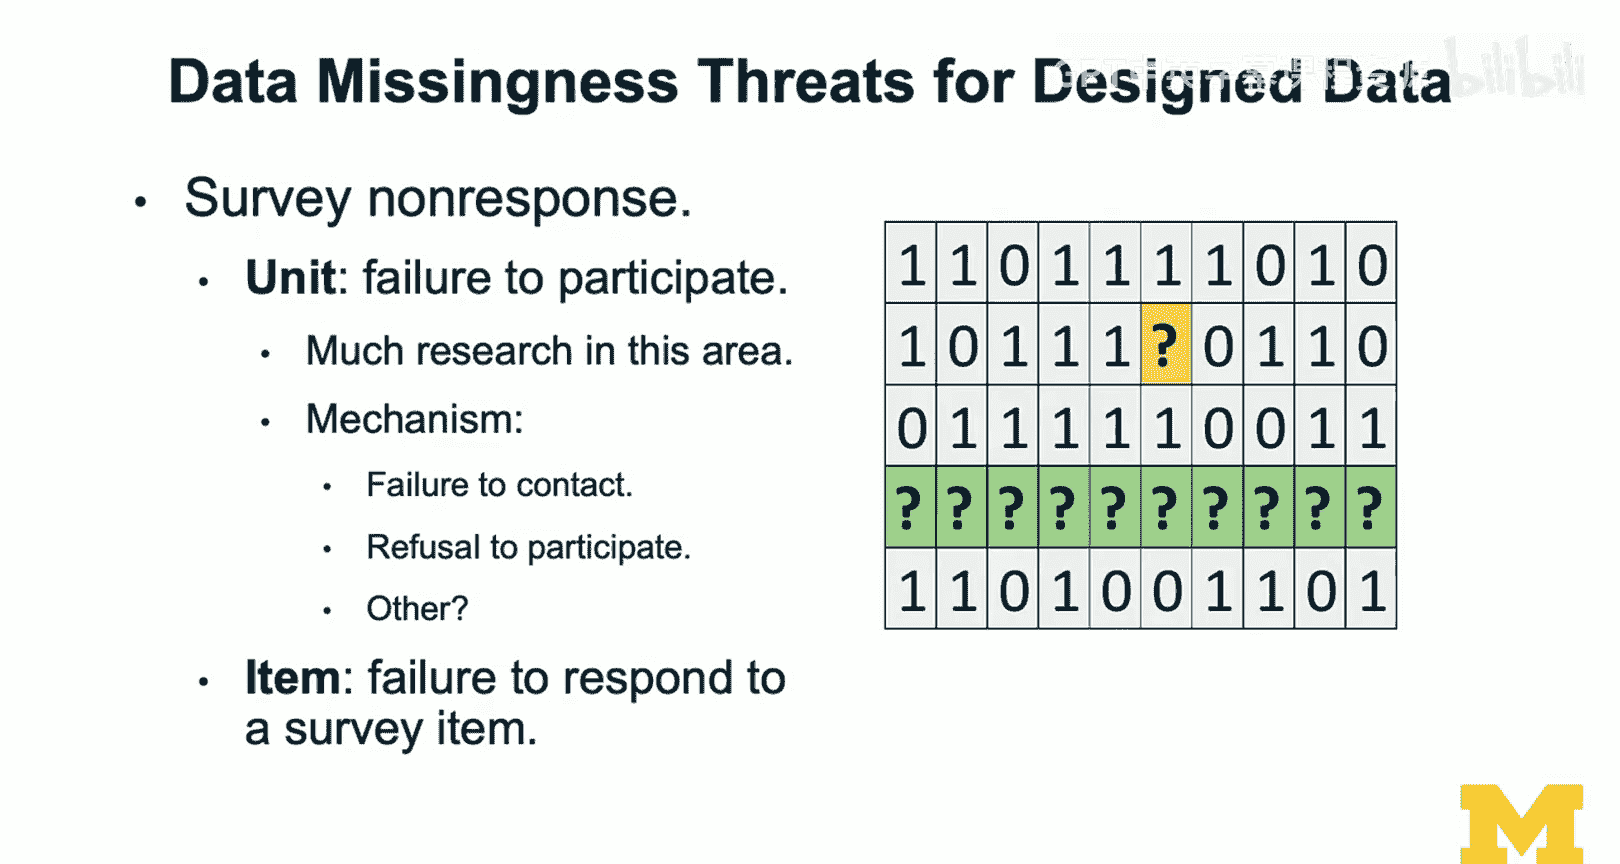 Data Missingness Threats for Designed Data
bilibili
• Survey nonresponse.
• Unit: failure to participate.
• Much research in this area.
• Mechanism:
• Failure to contact.
• Refusal to participate.
• Other?
• Item: failure to respond to
a survey item.
1 1 0 1 1 1 1 0 1 0
1 0 1 1 1 ? 0 1 1 0
0 1 1 1 1 1 0 0 1 1
? ? ? ? ? ? ? ? ? ?
1 1 0 1 0 0 1 1 0 1
M